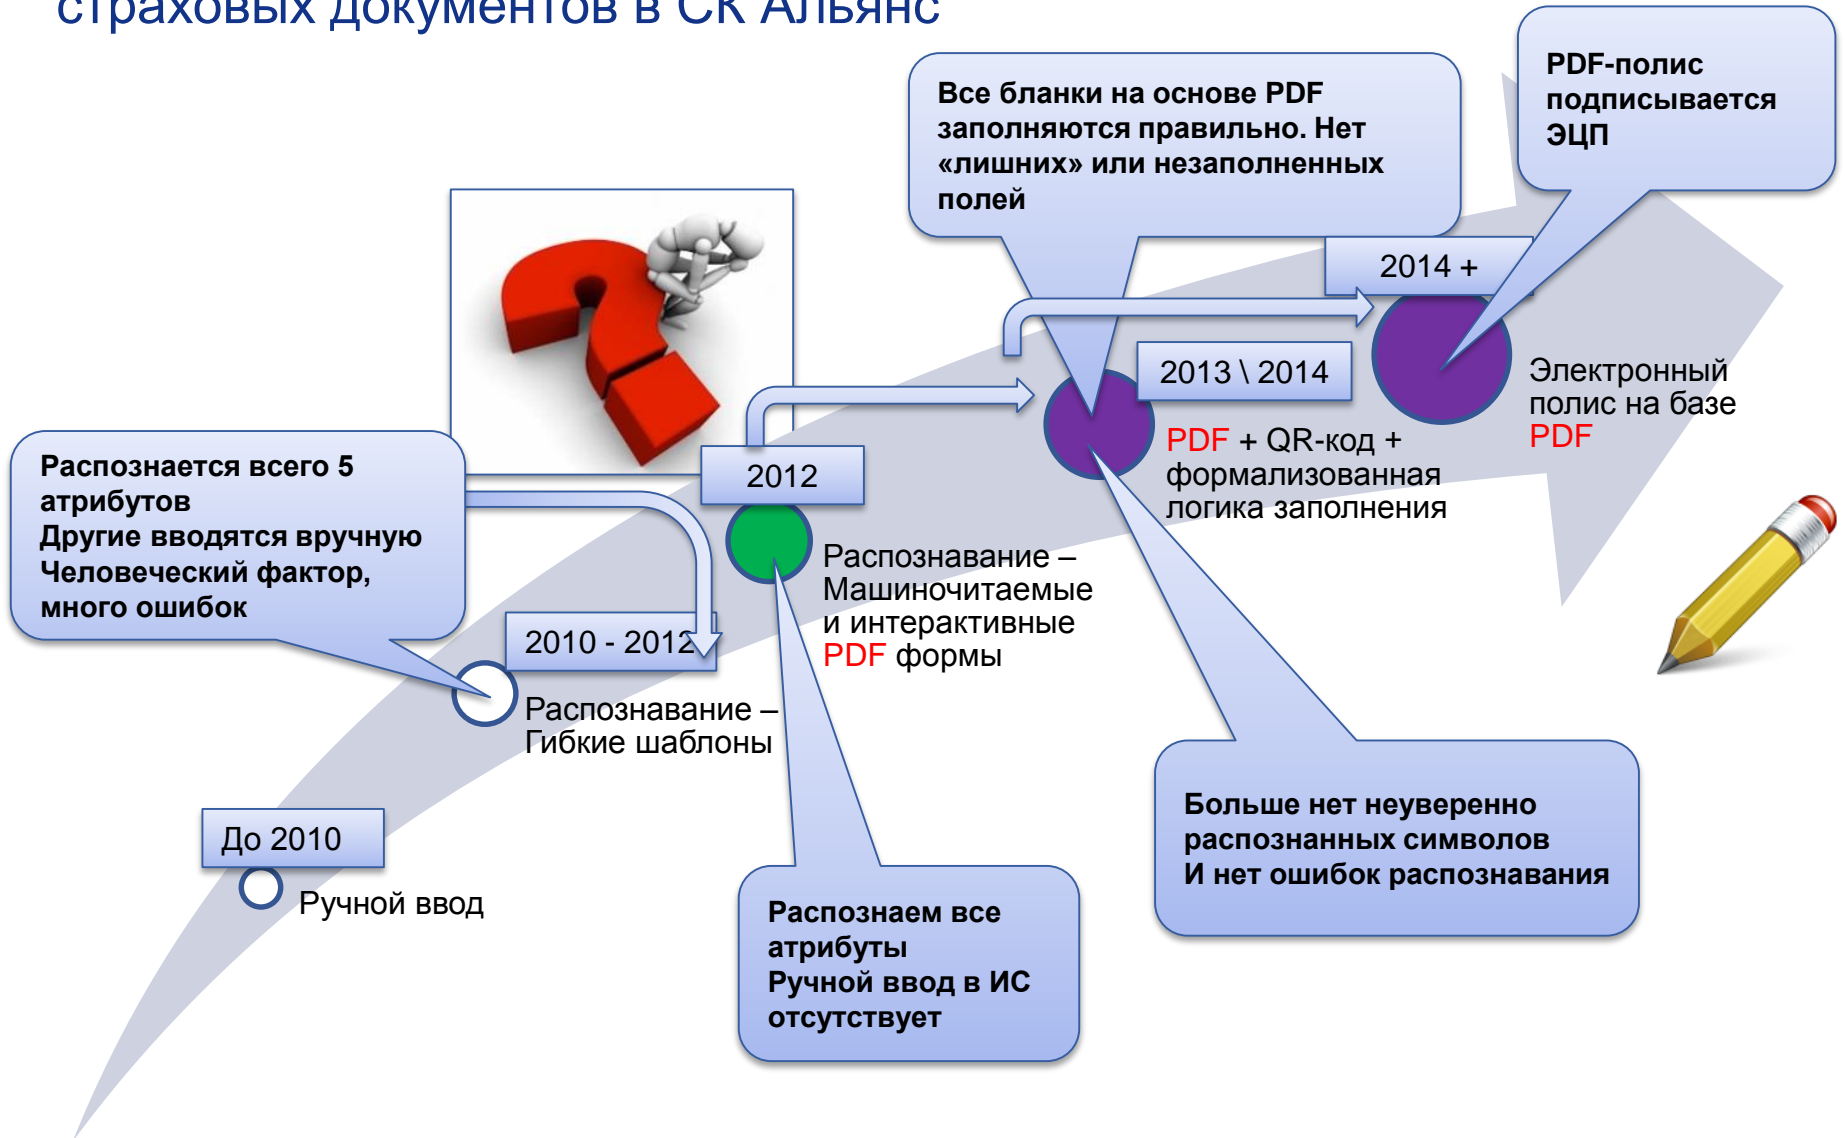 страховых документов в СК Альянс
PDF-полис
подписывается
ЭЦП
Все бланки на основе PDF
заполняются правильно. Нет
«лишних» или незаполненных
полей
2014 +
Электронный
полис на базе
PDF
2013 \ 2014
PDF + QR-код +
формализованная
логика заполнения
Распознается всего 5
атрибутов
Другие вводятся вручную
Человеческий фактор,
много ошибок
2012
Распознавание –
Машиночитаемые
и интерактивные
PDF формы
2010 - 2012
Распознавание –
Гибкие шаблоны
Больше нет неуверенно
распознанных символов
И нет ошибок распознавания
До 2010
Ручной ввод
Распознаем все
атрибуты
Ручной ввод в ИС
отсутствует